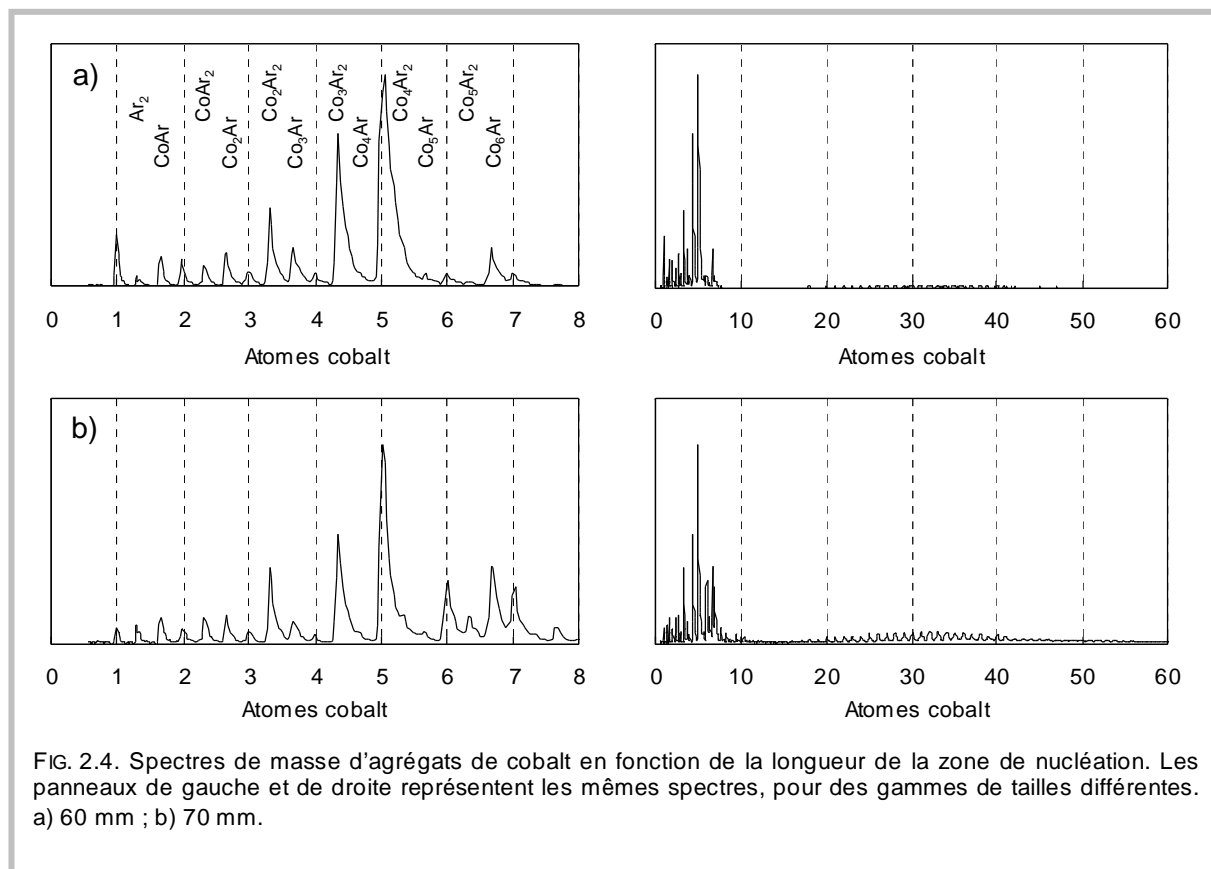 a)
Ar₂
CoAr
CoAr₂
Co₂Ar
Co₂Ar₂
Co₃Ar
Co₃Ar₂
Co₄Ar
Co₄Ar₂
Co₅Ar
Co₅Ar₂
Co₆Ar
0 1 2 3 4 5 6 7 8
Atomes cobalt
0 10 20 30 40 50 60
Atomes cobalt
b)
0 1 2 3 4 5 6 7 8
Atomes cobalt
0 10 20 30 40 50 60
Atomes cobalt
FIG. 2.4. Spectres de masse d'agrégats de cobalt en fonction de la longueur de la zone de nucléation. Les
panneaux de gauche et de droite représentent les mêmes spectres, pour des gammes de tailles différentes.
a) 60 mm ; b) 70 mm.